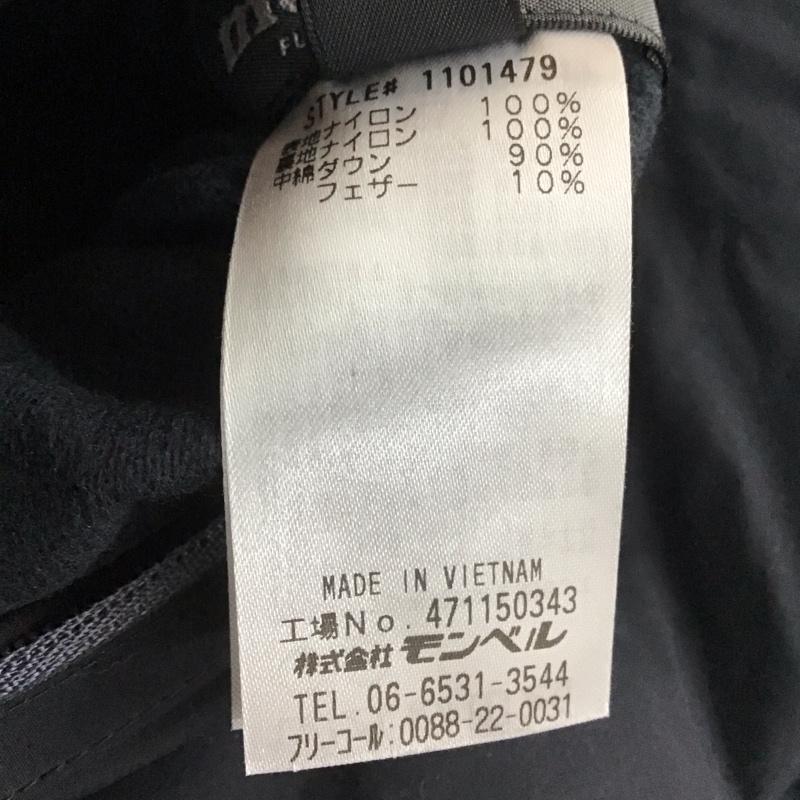 STYLE# 1101479
表地ナイロン 100%
裏地ナイロン 100%
中綿ダウン 90%
フェザー 10%
MADE IN VIETNAM
工場No. 471150343
株式会社 モンベル
TEL. 06-6531-3544
フリーコール:0088-22-0031